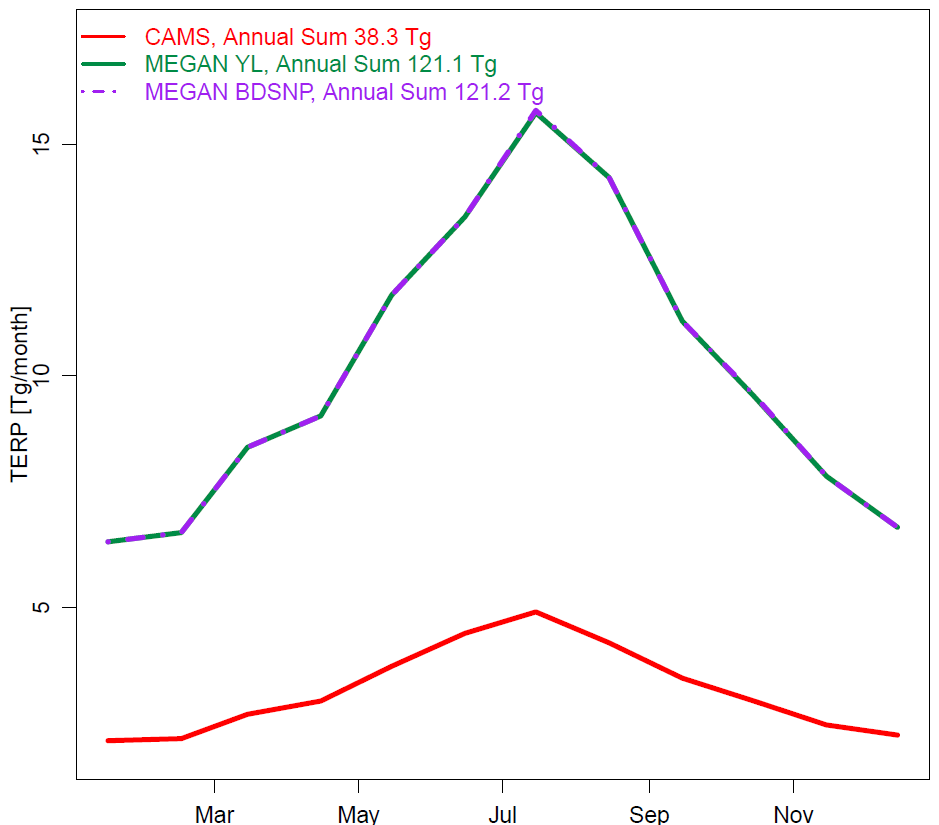 CAMS, Annual Sum 38.3 Tg
MEGAN YL, Annual Sum 121.1 Tg
MEGAN BDSNP, Annual Sum 121.2 Tg
15
10
5
TERP [Tg/month]
Mar May Jul Sep Nov